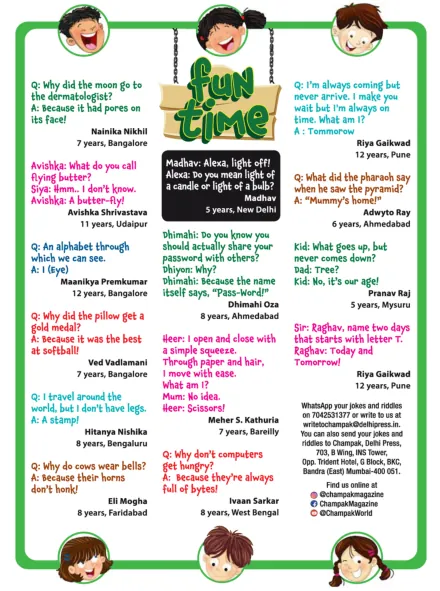 Q: Why did the moon go to
the dermatologist?
A: Because it had pores on
its face!
Nainika Nikhil
7 years, Bangalore
Avishka: What do you call
flying butter?
Siya: Hmm.. I don't know.
Avishka: A butter-fly!
Avishka Shrivastava
11 years, Udaipur
Q: An alphabet through
which we can see.
A: I (Eye)
Maanikya Premkumar
12 years, Bangalore
Q: Why did the pillow get a
gold medal?
A: Because it was the best
at softball!
Ved Vadlamani
7 years, Bangalore
Q: I travel around the
world, but I don't have legs.
A: A stamp!
Hitanya Nishika
8 years, Bengaluru
Q: Why do cows wear bells?
A: Because their horns
don't honk!
Eli Mogha
8 years, Faridabad
fun
time
Madhav: Alexa, light off!
Alexa: Do you mean light of
a candle or light of a bulb?
Madhav
5 years, New Delhi
Dhimahi: Do you know you
should actually share your
password with others?
Dhiyon: Why?
Dhimahi: Because the name
itself says, "Pass-Word!"
Dhimahi Oza
8 years, Ahmedabad
Heer: I open and close with
a simple squeeze.
Through paper and hair,
I move with ease.
What am I?
Mum: No idea.
Heer: Scissors!
Meher S. Kathuria
7 years, Bareilly
Q: Why don't computers
get hungry?
A: Because they're always
full of bytes!
Ivaan Sarkar
8 years, West Bengal
Q: I'm always coming but
never arrive. I make you
wait but I'm always on
time. What am I?
A : Tommorow
Riya Gaikwad
12 years, Pune
Q: What did the pharaoh say
when he saw the pyramid?
A: "Mummy's home!"
Adwyto Ray
6 years, Ahmedabad
Kid: What goes up, but
never comes down?
Dad: Tree?
Kid: No, it's our age!
Pranav Raj
5 years, Mysuru
Sir: Raghav, name two days
that starts with letter T.
Raghav: Today and
Tomorrow!
Riya Gaikwad
12 years, Pune
WhatsApp your jokes and riddles
on 7042531377 or write to us at
writetochampak@delhipress.in.
You can also send your jokes and
riddles to Champak, Delhi Press,
703, B Wing, INS Tower,
Opp. Trident Hotel, G Block, BKC,
Bandra (East) Mumbai-400 051.
Find us online at
@champakmagazine
ChampakMagazine
@ChampakWorld